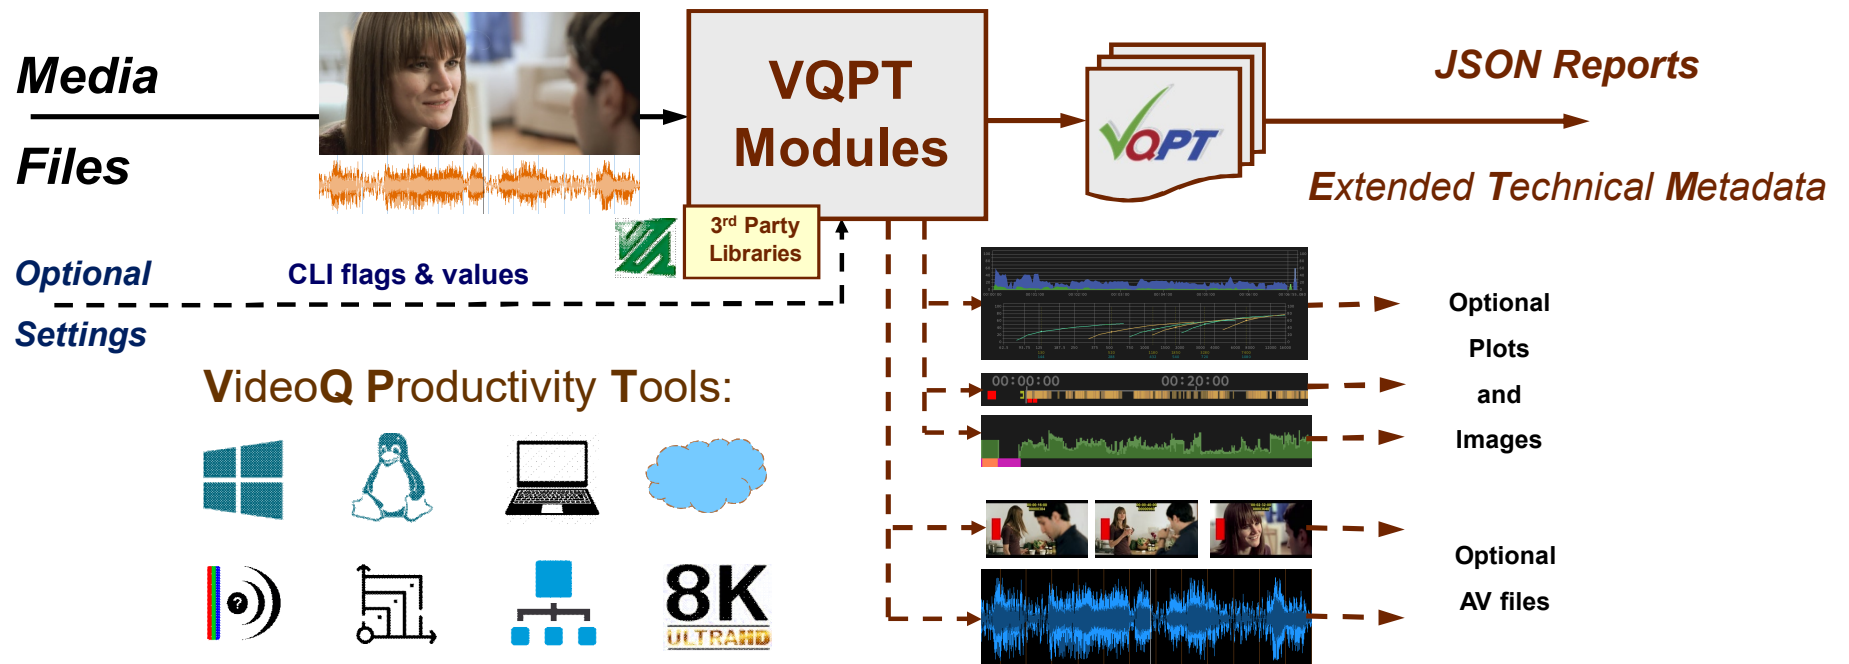 Media
Files
VQPT
Modules
VQPT
JSON Reports
Extended Technical Metadata
3rd Party
Libraries
Optional
Settings
CLI flags & values
VideoQ Productivity Tools:
?
8K
ULTRAHD
00:00:00
00:20:00
Optional
Plots
and
Images
Optional
AV files